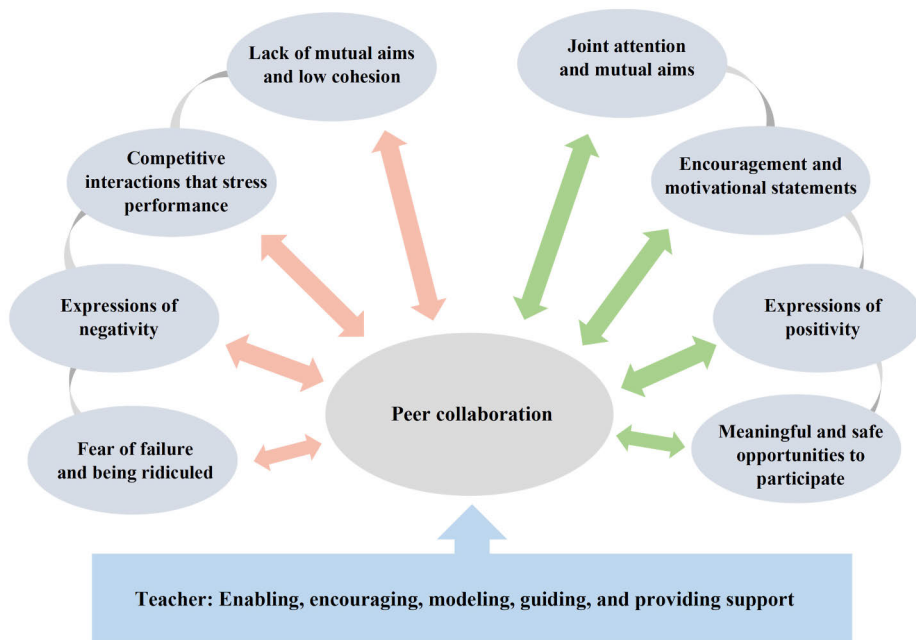 Lack of mutual aims
and low cohesion
Joint attention
and mutual aims
Competitive
interactions that stress
performance
Encouragement and
motivational statements
Expressions of
negativity
Expressions of
positivity
Peer collaboration
Fear of failure
and being ridiculed
Meaningful and safe
opportunities to
participate
Teacher: Enabling, encouraging, modeling, guiding, and providing support